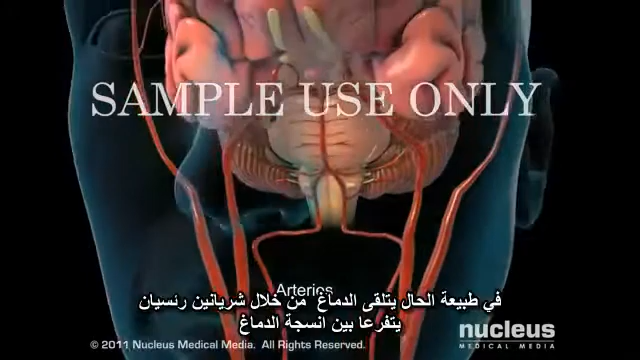 SAMPLE USE ONLY
Arteries
في طبيعة الحال يتلقى الدماغ من خلال شريانين رئسيان
يتفرعا بين انسجة الدماغ
nucleus
MEDICAL MEDIA
© 2011 Nucleus Medical Media. All Rights Reserved.